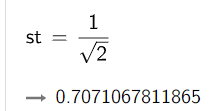 st = 1/√2
→ 0.7071067811865